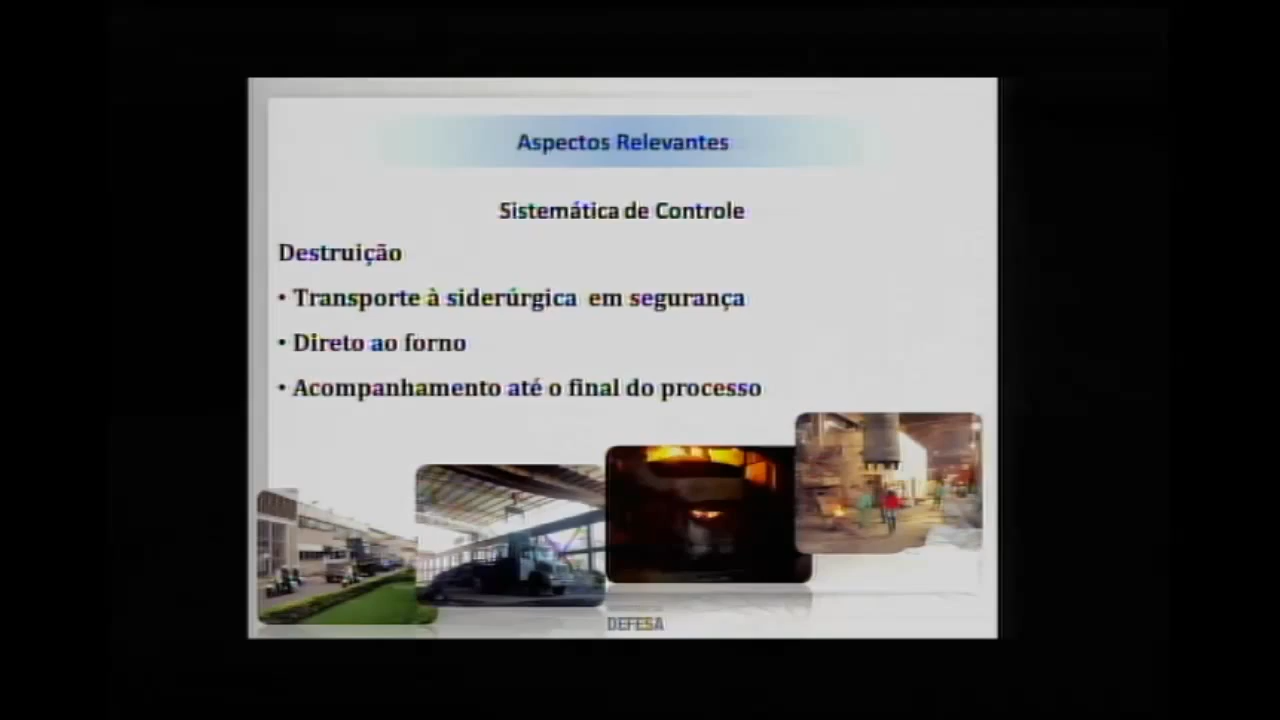 Aspectos Relevantes
Sistemática de Controle
Destruição
• Transporte à siderúrgica em segurança
• Direto ao forno
• Acompanhamento até o final do processo
DEFESA